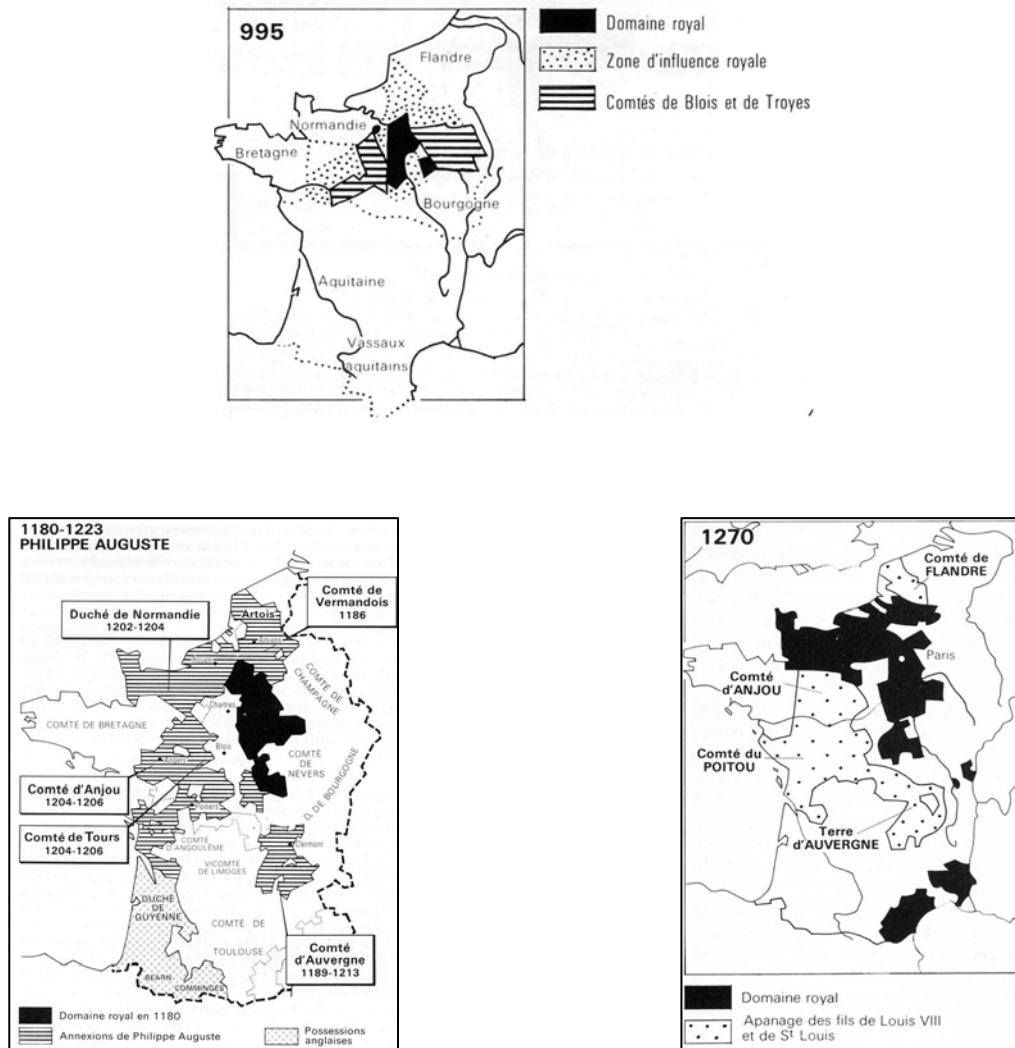 995
Flandre
Normandie
Bretagne
Bourgogne
Aquitaine
Vassaux
aquitains
Domaine royal
Zone d'influence royale
Comtés de Blois et de Troyes
1180-1223
PHILIPPE AUGUSTE
Comté de
Vermandois
1186
Duché de Normandie
1202-1204
Artois
Amiens
Rouen
COMTÉ DE
CHAMPAGNE
Chartres
COMTÉ DE BRETAGNE
Blois
COMTÉ
DE
NEVERS
Angers
D. DE BOURGOGNE
Comté d'Anjou
1204-1206
Poitiers
Comté de Tours
1204-1206
COMTÉ
D'ANGOULÊME
Clermont
VICOMTÉ
DE LIMOGES
DUCHÉ
DE
GUYENNE
COMTÉ DE
TOULOUSE
Comté
d'Auvergne
1189-1213
BEARN
COMMINGES
Domaine royal en 1180
Annexions de Philippe Auguste
Possessions
anglaises
1270
Comté de
FLANDRE
Paris
Comté
d'ANJOU
Comté du
POITOU
Terre
d'AUVERGNE
Domaine royal
Apanage des fils de Louis VIII
et de St Louis